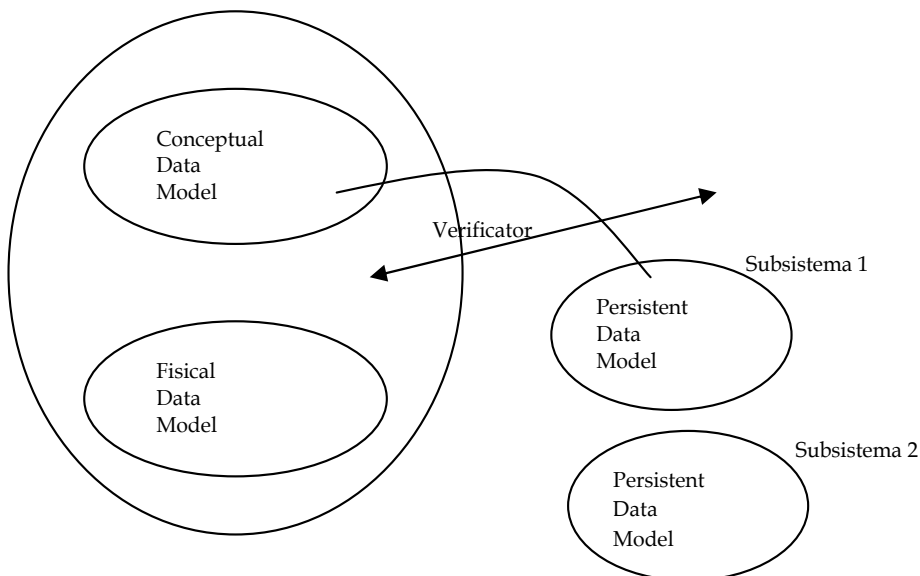 Conceptual
Data
Model
Verificator
Subsistema 1
Persistent
Data
Model
Fisical
Data
Model
Subsistema 2
Persistent
Data
Model